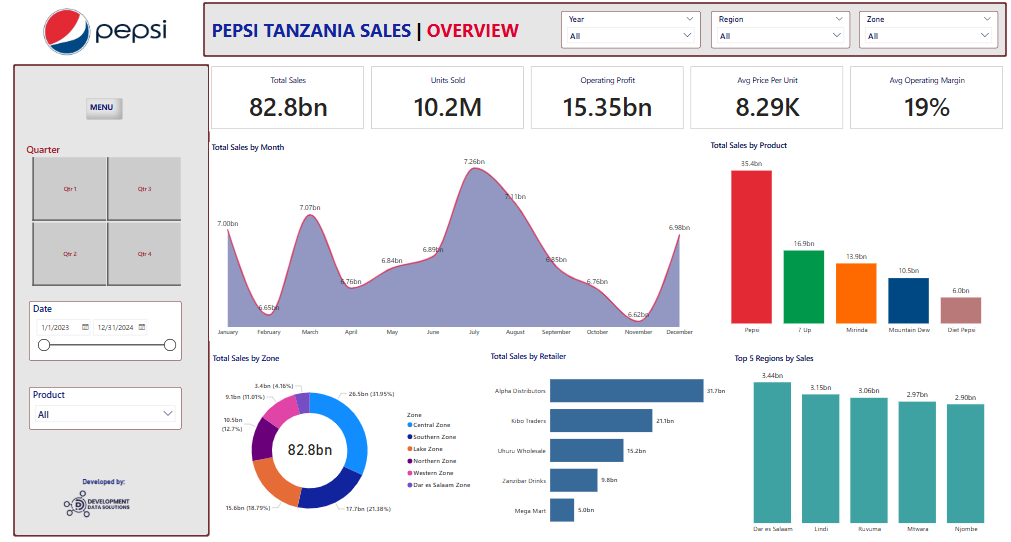 pepsi
PEPSI TANZANIA SALES | OVERVIEW
Year
All
Region
All
Zone
All
MENU
Quarter
Qtr 1
Qtr 3
Qtr 2
Qtr 4
Date
1/1/2023
12/31/2024
Product
All
Developed by:
DEVELOPMENT
DATA SOLUTIONS
Total Sales
82.8bn
Units Sold
10.2M
Operating Profit
15.35bn
Avg Price Per Unit
8.29K
Avg Operating Margin
19%
Total Sales by Month
7.00bn
6.65bn
7.07bn
6.76bn
6.84bn
6.89bn
7.26bn
7.11bn
6.85bn
6.76bn
6.62bn
6.98bn
January
February
March
April
May
June
July
August
September
October
November
December
Total Sales by Product
35.4bn
16.9bn
13.9bn
10.5bn
6.0bn
Pepsi
7 Up
Mirinda
Mountain Dew
Diet Pepsi
Total Sales by Zone
3.4bn (4.16%)
9.1bn (11.01%)
10.5bn
(12.7%)
15.6bn (18.79%)
17.7bn (21.38%)
26.5bn (31.95%)
82.8bn
Zone
Central Zone
Southern Zone
Lake Zone
Northern Zone
Western Zone
Dar es Salaam Zone
Total Sales by Retailer
Alpha Distributors
31.7bn
Kibo Traders
21.1bn
Uhuru Wholesale
15.2bn
Zanzibar Drinks
9.8bn
Mega Mart
5.0bn
Top 5 Regions by Sales
3.44bn
3.15bn
3.06bn
2.97bn
2.90bn
Dar es Salaam
Lindi
Ruvuma
Mtwara
Njombe